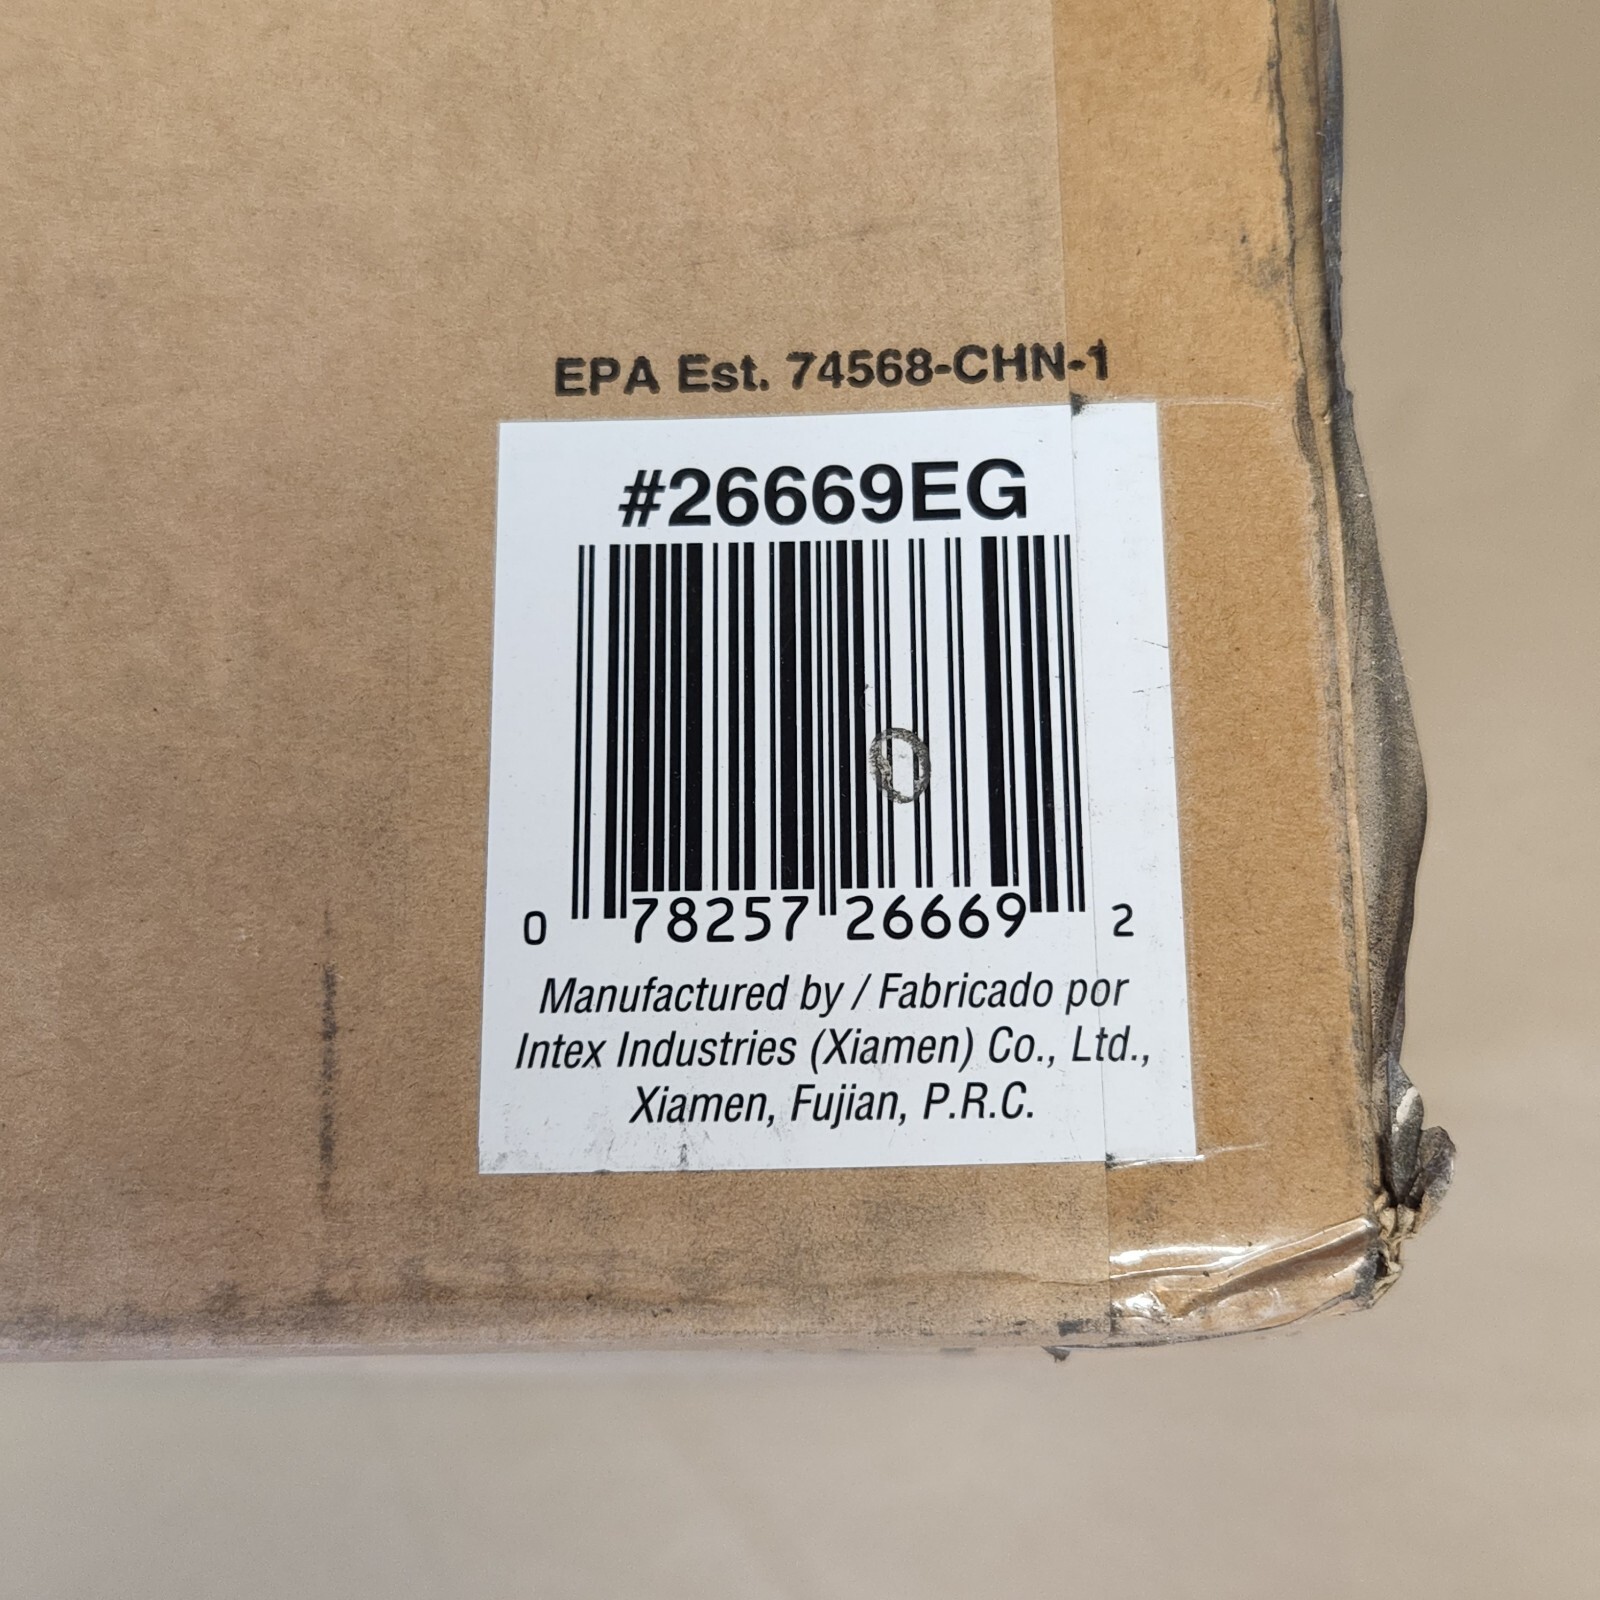 EPA Est. 74568-CHN-1
#26669EG
0 78257 26669 2
Manufactured by / Fabricado por
Intex Industries (Xiamen) Co., Ltd.,
Xiamen, Fujian, P.R.C.